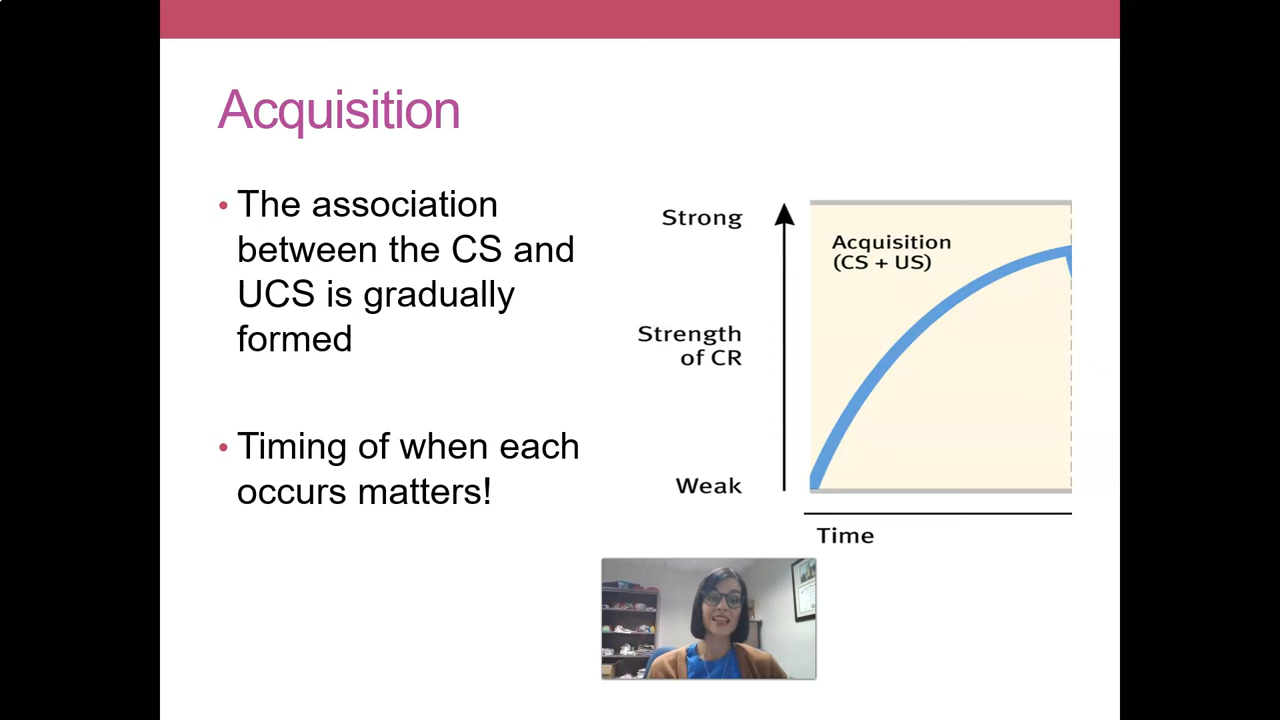 Acquisition
• The association
between the CS and
UCS is gradually
formed
• Timing of when each
occurs matters!
Strong
Strength
of CR
Weak
Acquisition
(CS + US)
Time